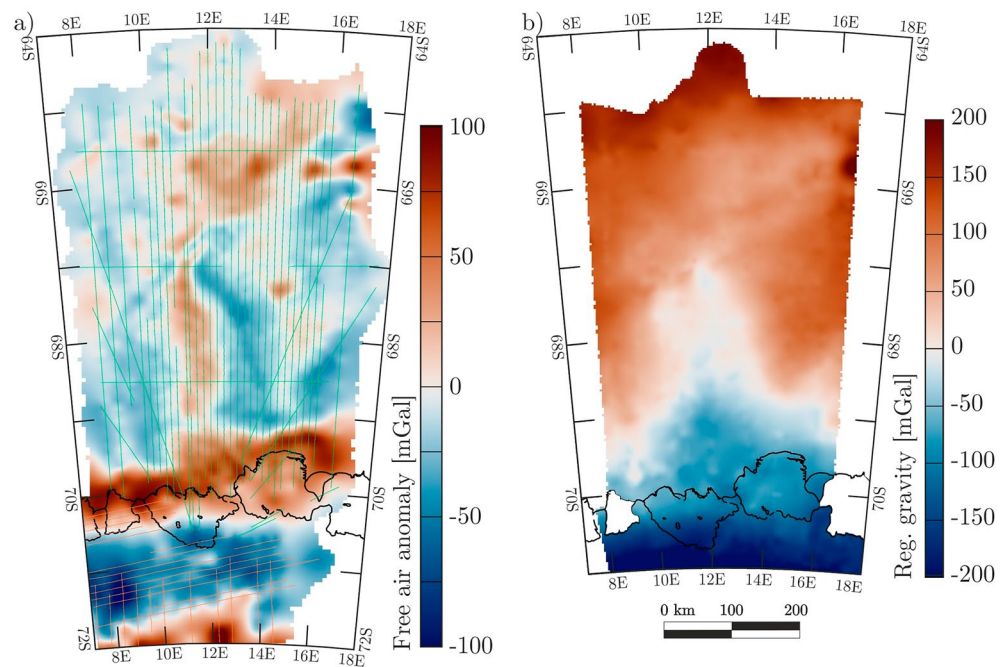 a)
8E 10E 12E 14E 16E 18E
64S 64S
66S 66S
68S 68S
70S 70S
72S 72S
8E 10E 12E 14E 16E 18E
100
50
0
-50
-100
Free air anomaly [mGal]
b)
8E 10E 12E 14E 16E 18E
64S 64S
66S 66S
68S 68S
70S 70S
8E 10E 12E 14E 16E 18E
200
150
100
50
0
-50
-100
-150
-200
Reg. gravity [mGal]
0 km 100 200